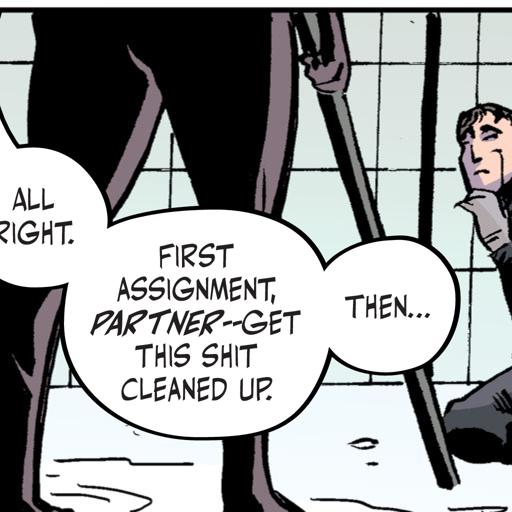 ALL
RIGHT.
FIRST
ASSIGNMENT,
PARTNER--GET
THIS SHIT
CLEANED UP.
THEN...